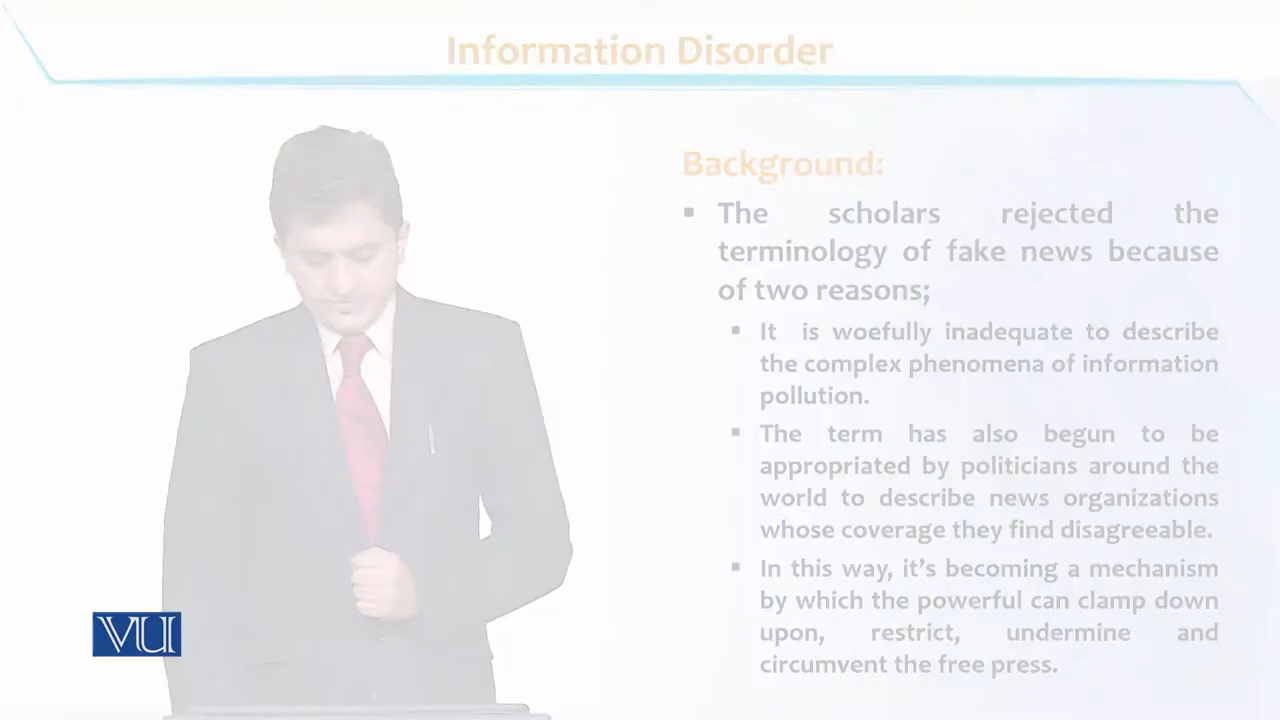 Information Disorder
Background:
▪ The scholars rejected the
terminology of fake news because
of two reasons;
▪ It is woefully inadequate to describe
the complex phenomena of information
pollution.
▪ The term has also begun to be
appropriated by politicians around the
world to describe news organizations
whose coverage they find disagreeable.
▪ In this way, it's becoming a mechanism
by which the powerful can clamp down
upon, restrict, undermine and
circumvent the free press.
VU